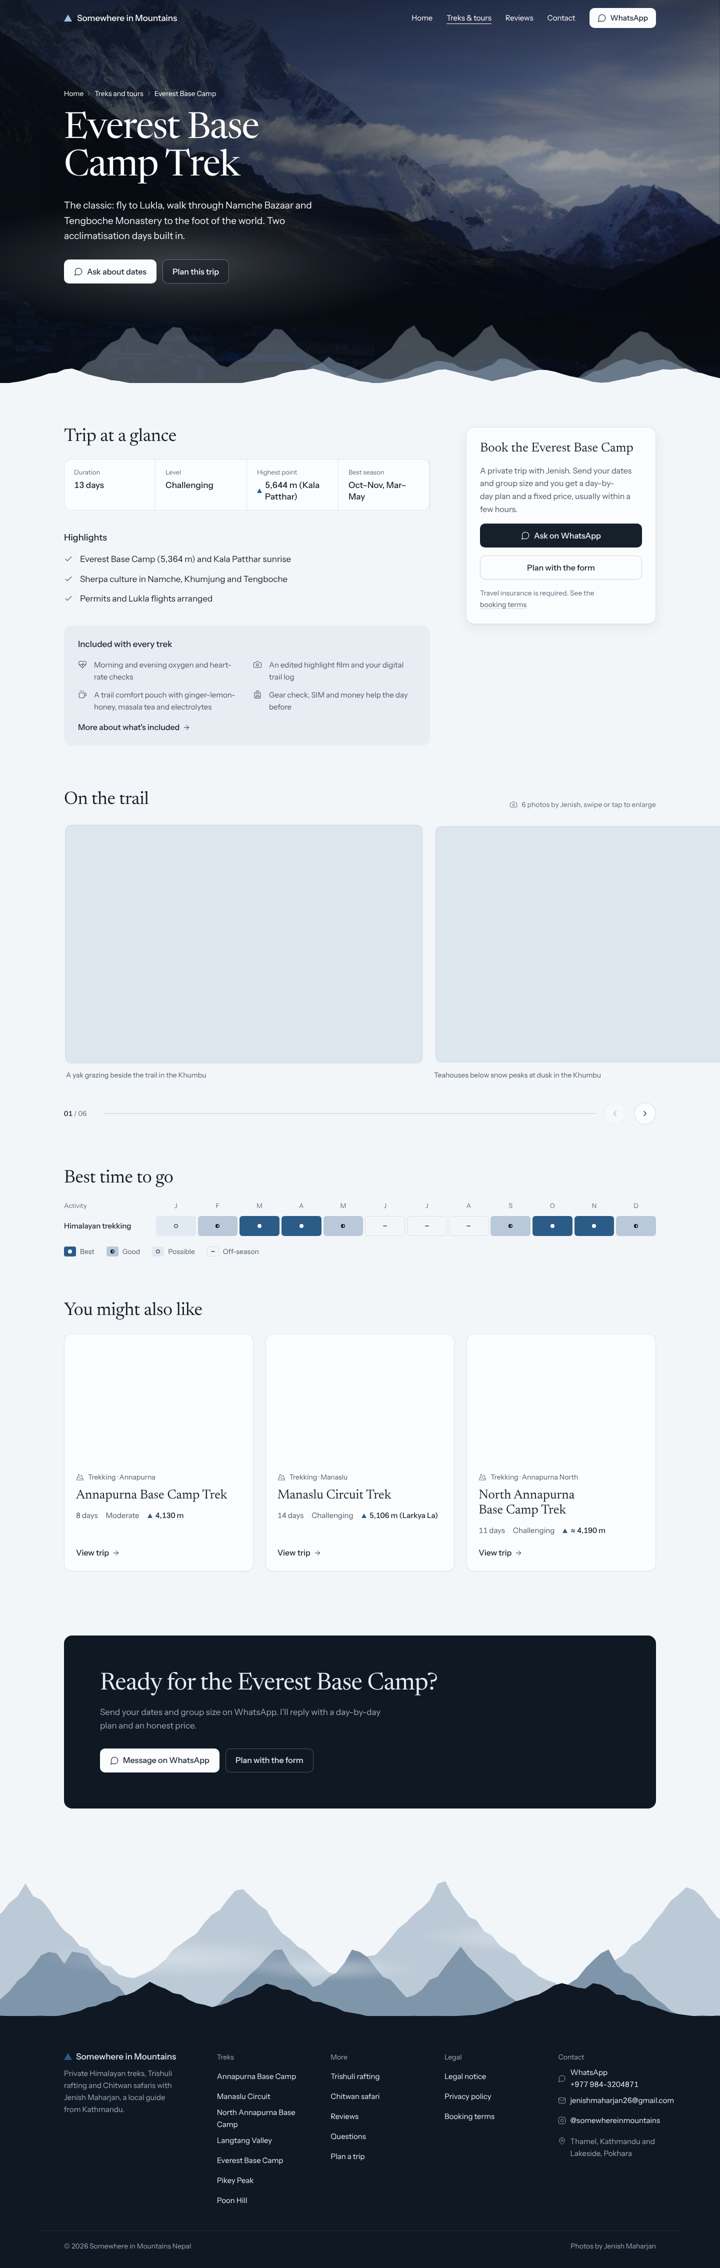 Somewhere in Mountains
Home
Treks & tours
Reviews
Contact
WhatsApp
Home › Treks and tours › Everest Base Camp
Everest Base
Camp Trek
The classic: fly to Lukla, walk through Namche Bazaar and
Tengboche Monastery to the foot of the world. Two
acclimatisation days built in.
Ask about dates
Plan this trip
Trip at a glance
Duration
13 days
Level
Challenging
Highest point
5,644 m (Kala
Patthar)
Best season
Oct–Nov, Mar–
May
Highlights
Everest Base Camp (5,364 m) and Kala Patthar sunrise
Sherpa culture in Namche, Khumjung and Tengboche
Permits and Lukla flights arranged
Included with every trek
Morning and evening oxygen and heart-
rate checks
An edited highlight film and your digital
trail log
A trail comfort pouch with ginger-lemon-
honey, masala tea and electrolytes
Gear check, SIM and money help the day
before
More about what's included →
Book the Everest Base Camp
A private trip with Jenish. Send your dates
and group size and you get a day-by-
day plan and a fixed price, usually within a
few hours.
Ask on WhatsApp
Plan with the form
Travel insurance is required. See the
booking terms
On the trail
6 photos by Jenish, swipe or tap to enlarge
A yak grazing beside the trail in the Khumbu
Teahouses below snow peaks at dusk in the Khumbu
01 / 06
Best time to go
Activity J F M A M J J A S O N D
Himalayan trekking
Best
Good
Possible
Off-season
You might also like
Trekking · Annapurna
Annapurna Base Camp Trek
8 days Moderate 4,130 m
View trip →
Trekking · Manaslu
Manaslu Circuit Trek
14 days Challenging 5,106 m (Larkya La)
View trip →
Trekking · Annapurna North
North Annapurna
Base Camp Trek
11 days Challenging ≈ 4,190 m
View trip →
Ready for the Everest Base Camp?
Send your dates and group size on WhatsApp. I'll reply with a day-by-day
plan and an honest price.
Message on WhatsApp
Plan with the form
Somewhere in Mountains
Private Himalayan treks, Trishuli
rafting and Chitwan safaris with
Jenish Maharjan, a local guide
from Kathmandu.
Treks
Annapurna Base Camp
Manaslu Circuit
North Annapurna Base
Camp
Langtang Valley
Everest Base Camp
Pikey Peak
Poon Hill
More
Trishuli rafting
Chitwan safari
Reviews
Questions
Plan a trip
Legal
Legal notice
Privacy policy
Booking terms
Contact
WhatsApp
+977 984-3204871
jenishmaharjan26@gmail.com
@somewhereinmountains
Thamel, Kathmandu and
Lakeside, Pokhara
© 2026 Somewhere in Mountains Nepal
Photos by Jenish Maharjan